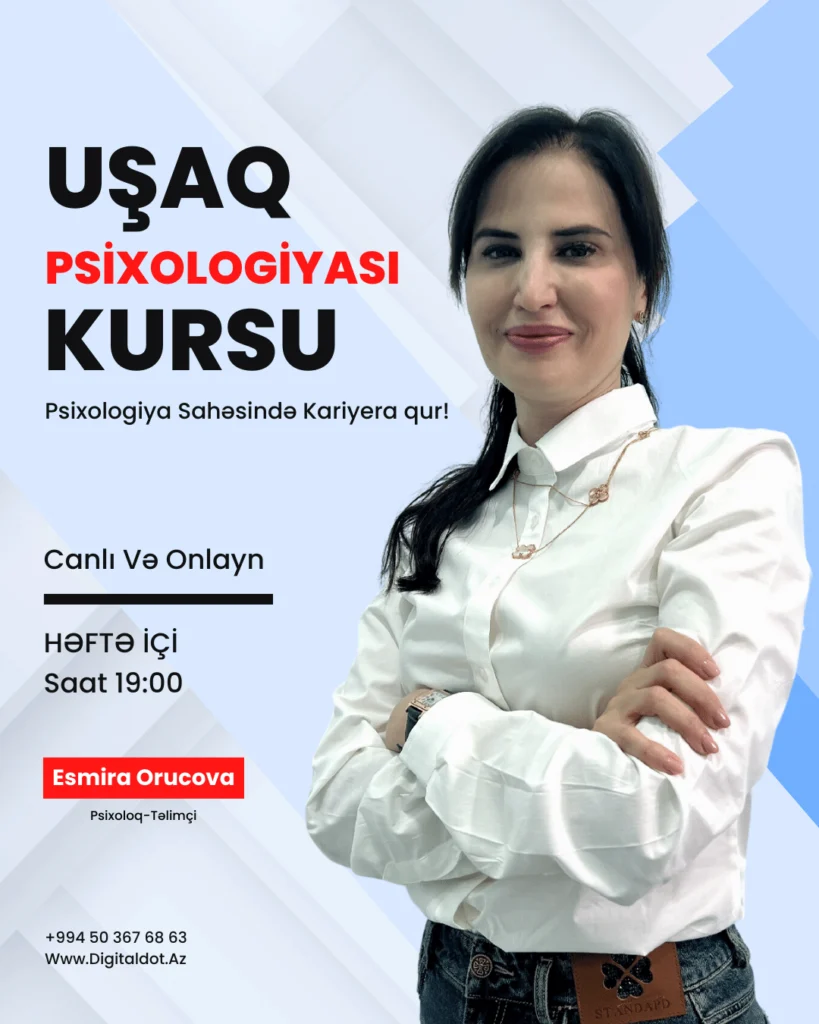 UŞAQ
PSİXOLOGİYASI
KURSU
Psixologiya Sahəsində Kariyera qur!
Canlı Və Onlayn
HƏFTƏ İÇİ
Saat 19:00
Esmira Orucova
Psixoloq-Təlimçi
+994 50 367 68 63
Www.Digitaldot.Az
STANDARD